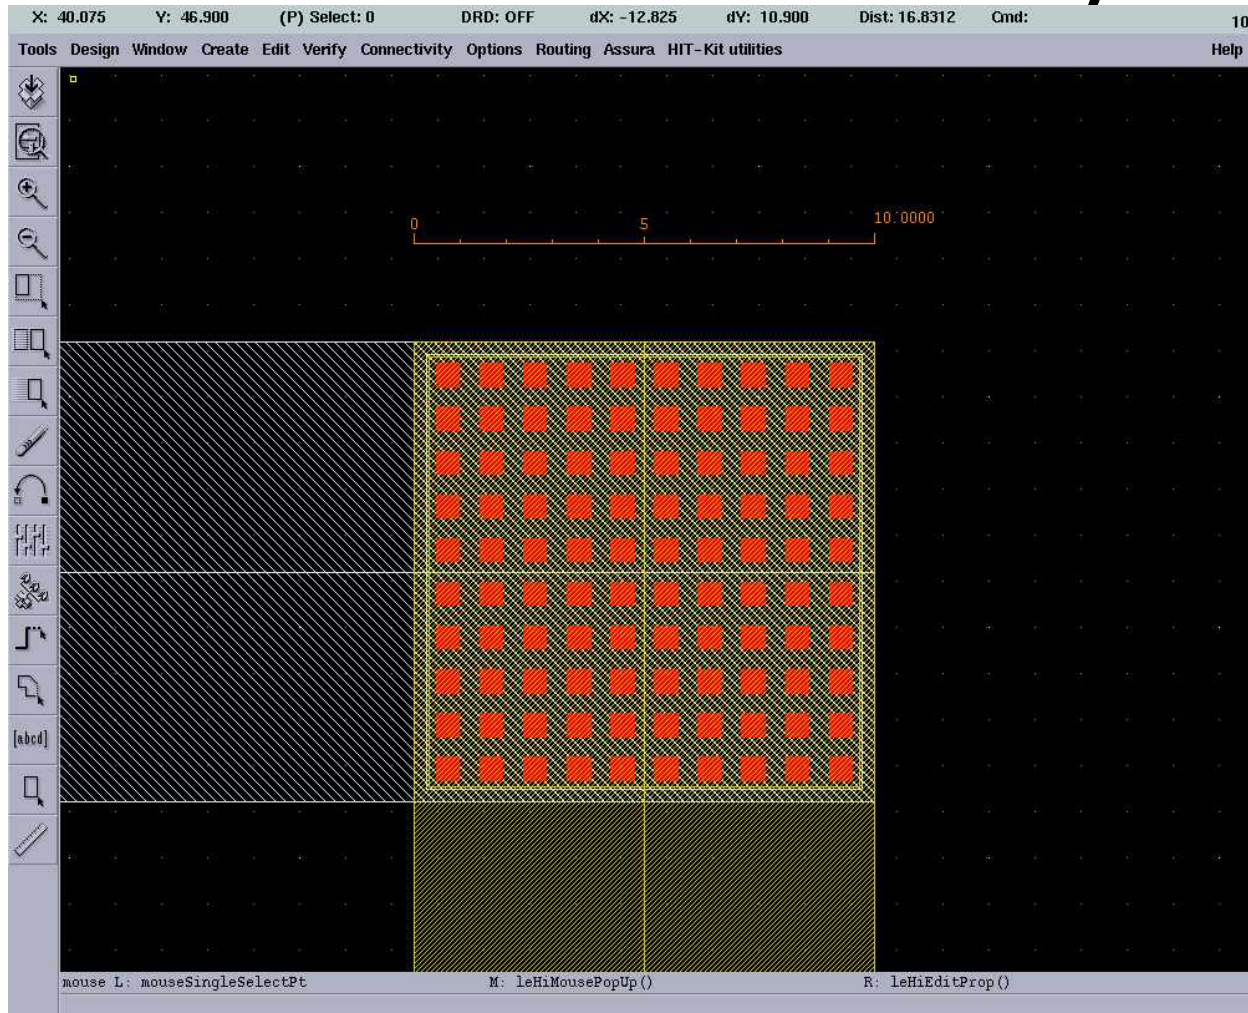 X: 40.075 Y: 46.900 (P) Select: 0 DRD: OFF dX: -12.825 dY: 10.900 Dist: 16.8312 Cmd: 10
Tools Design Window Create Edit Verify Connectivity Options Routing Assura HIT-Kit utilities Help
0 5 10.0000
[abcd]
mouse L: mouseSingleSelectPt M: leHiMousePopUp() R: leHiEditProp()